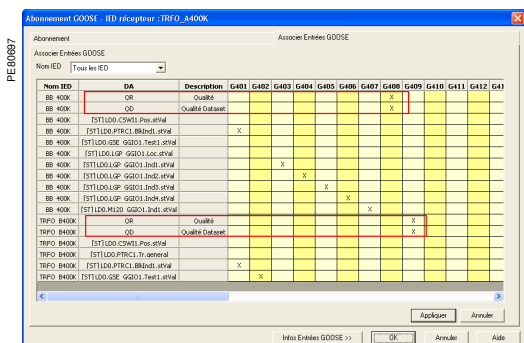 PE80697
Abonnement GOOSE - IED récepteur :TRFO_A400K
Abonnement Associer Entrées GOOSE
Associer Entrées GOOSE
Nom IED Tous les IED
Nom IED DA Description G401 G402 G403 G404 G405 G406 G407 G408 G409 G410 G411 G412 G41
BB 400K QR Qualité X
BB 400K QD Qualité Dataset X
BB 400K [ST]LD0.CSWI1.Pos.stVal
BB 400K [ST]LD0.PTRC1.BlkInd1.stVal X
BB 400K [ST]LD0.GSE GGIO1.Test1.stVal
BB 400K [ST]LD0.LGP GGIO1.Loc.stVal
BB 400K [ST]LD0.LGP GGIO1.Ind1.stVal X
BB 400K [ST]LD0.LGP GGIO1.Ind2.stVal X
BB 400K [ST]LD0.LGP GGIO1.Ind3.stVal X
BB 400K [ST]LD0.LGP GGIO1.Ind4.stVal X
BB 400K [ST]LD0.M120 GGIO1.Ind1.stVal X
TRFO B400K QR Qualité X
TRFO B400K QD Qualité Dataset X
TRFO B400K [ST]LD0.CSWI1.Pos.stVal
TRFO B400K [ST]LD0.PTRC1.Tr.general
TRFO B400K [ST]LD0.PTRC1.BlkInd1.stVal X
TRFO B400K [ST]LD0.GSE GGIO1.Test1.stVal X
Appliquer Annuler
Infos Entrées GOOSE >> OK Annuler Aide